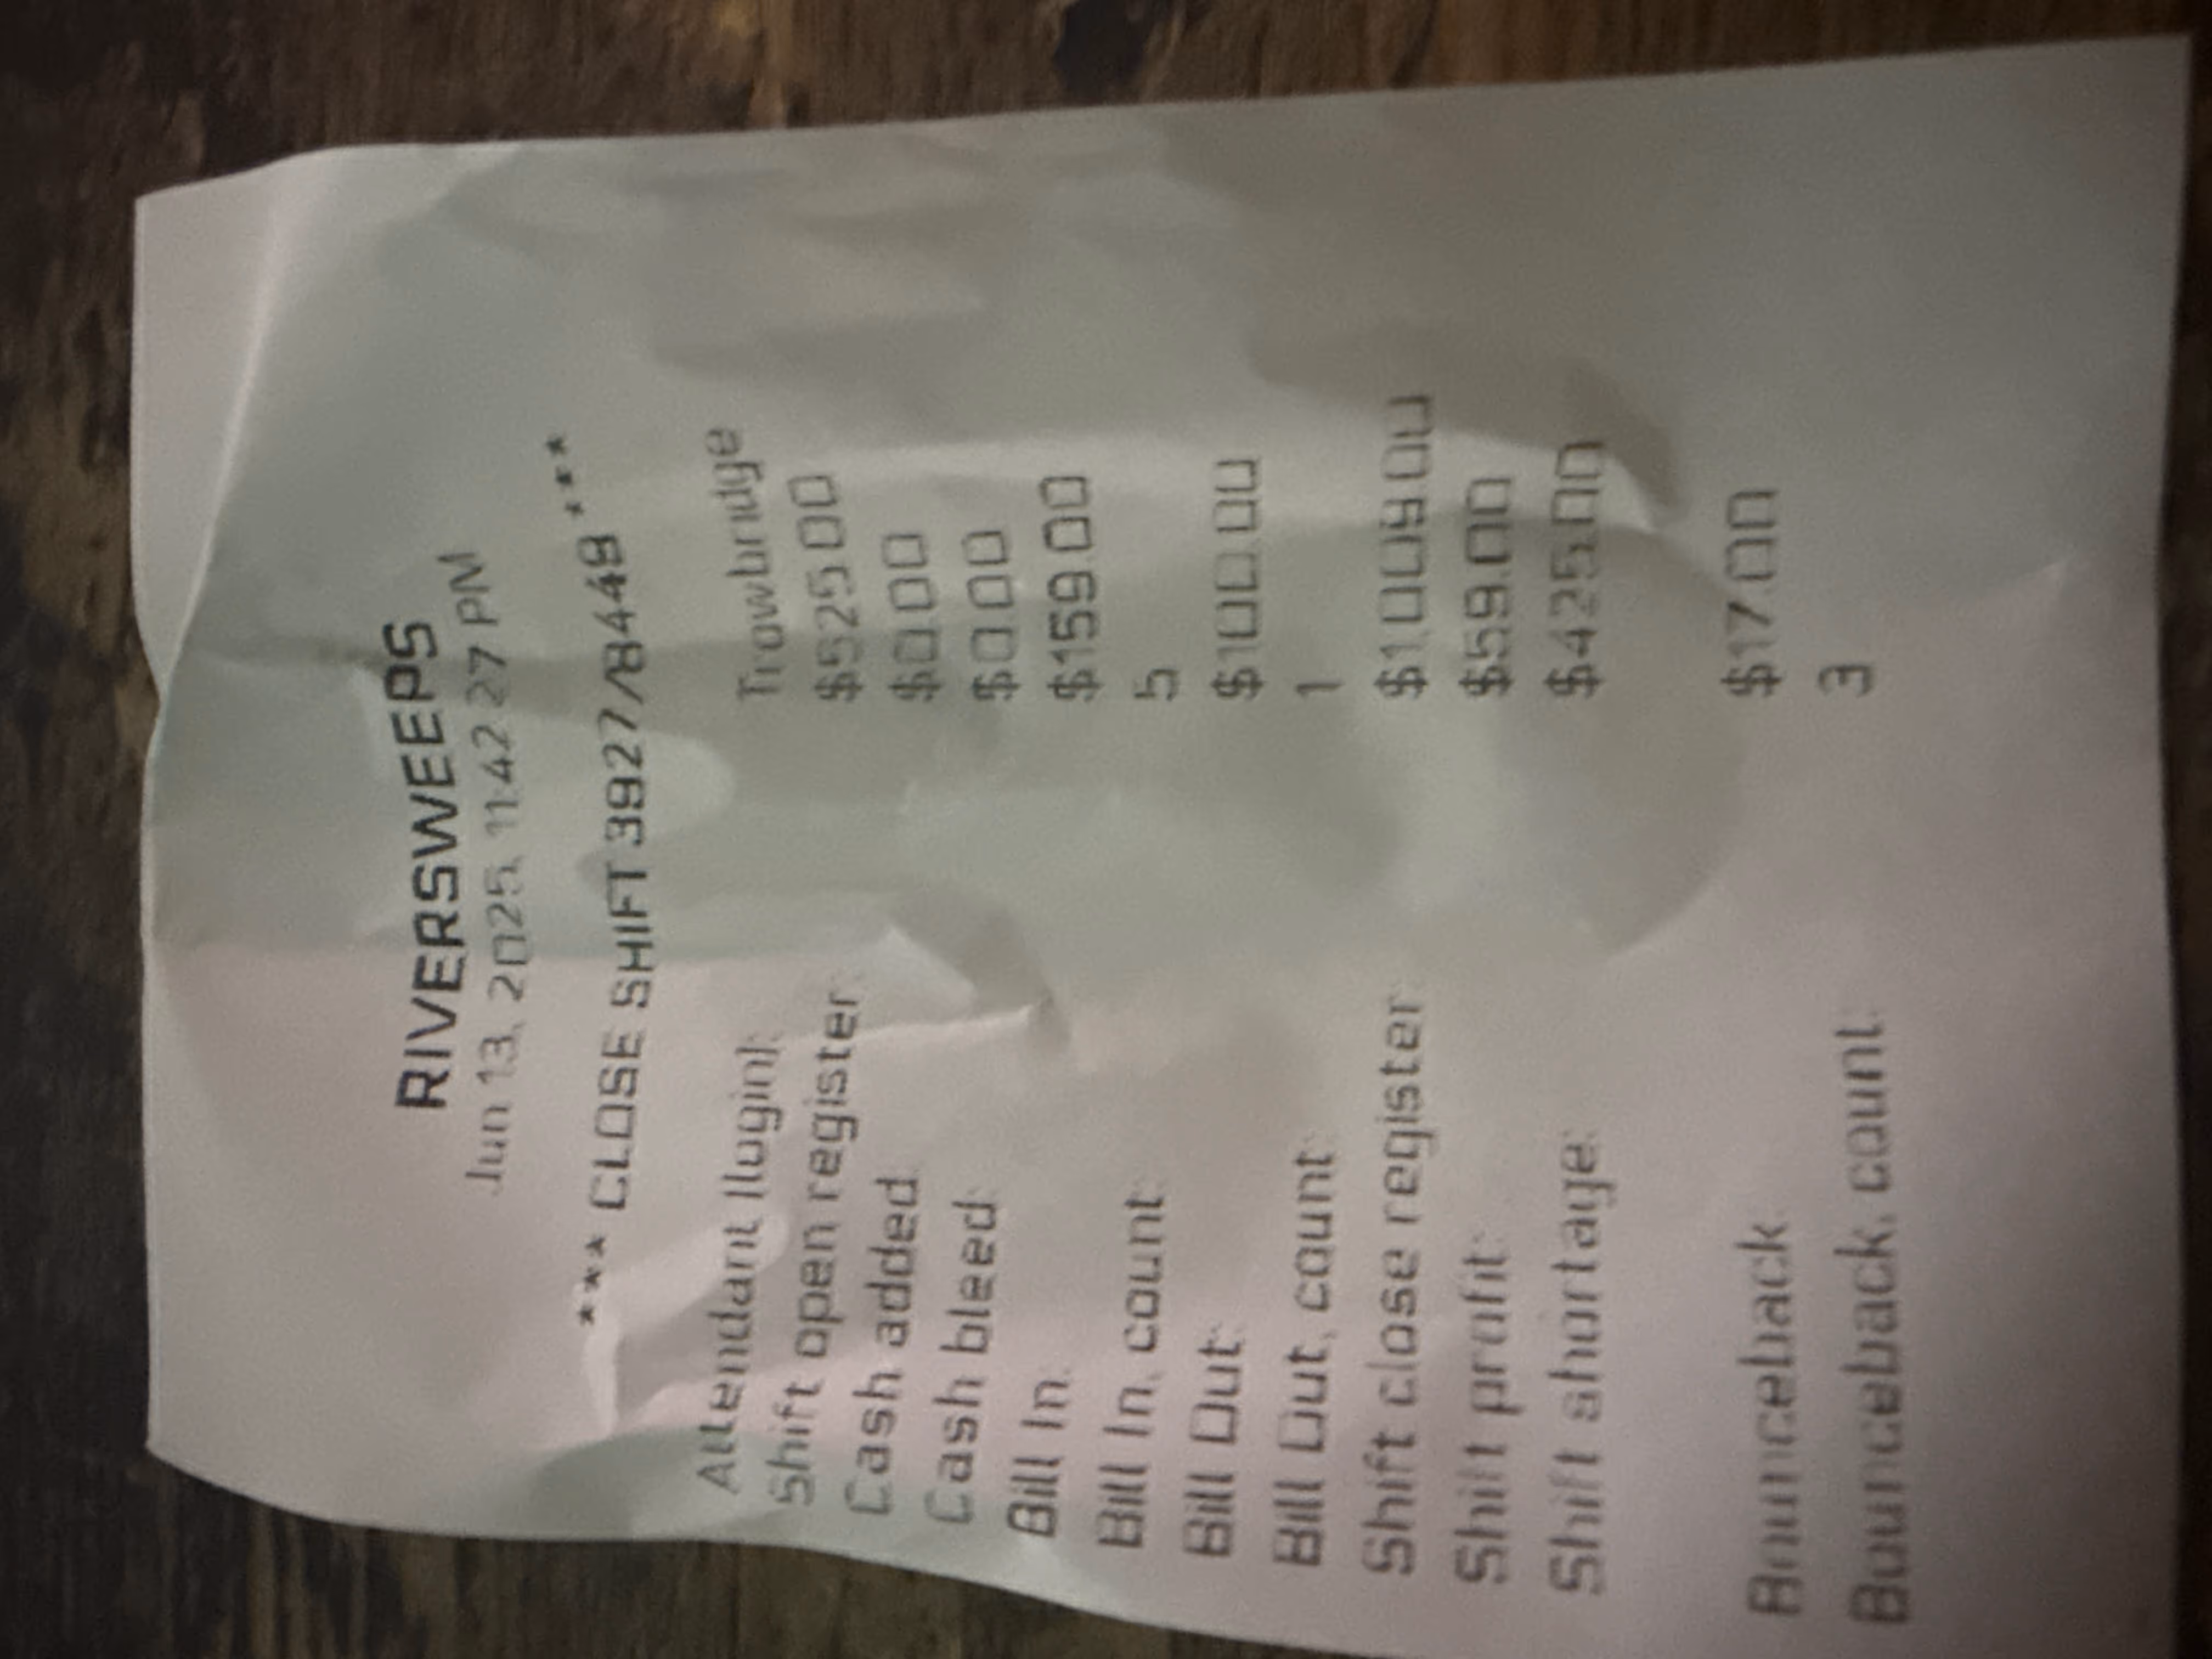 RIVERSWEEPS
Jun 13, 2025, 11:42:27 PM
*** CLOSE SHIFT 3927/8449 ***
Attendant (login): Trowbridge
Shift open register: $525.00
Cash added: $0.00
Cash bleed: $0.00
Bill In: $159.00
Bill In, count: 5
Bill Out: $100.00
Bill Out, count: 1
Shift close register: $1,009.00
Shift profit: $59.00
Shift shortage: $425.00
Bounceback: $17.00
Bounceback, count: 3